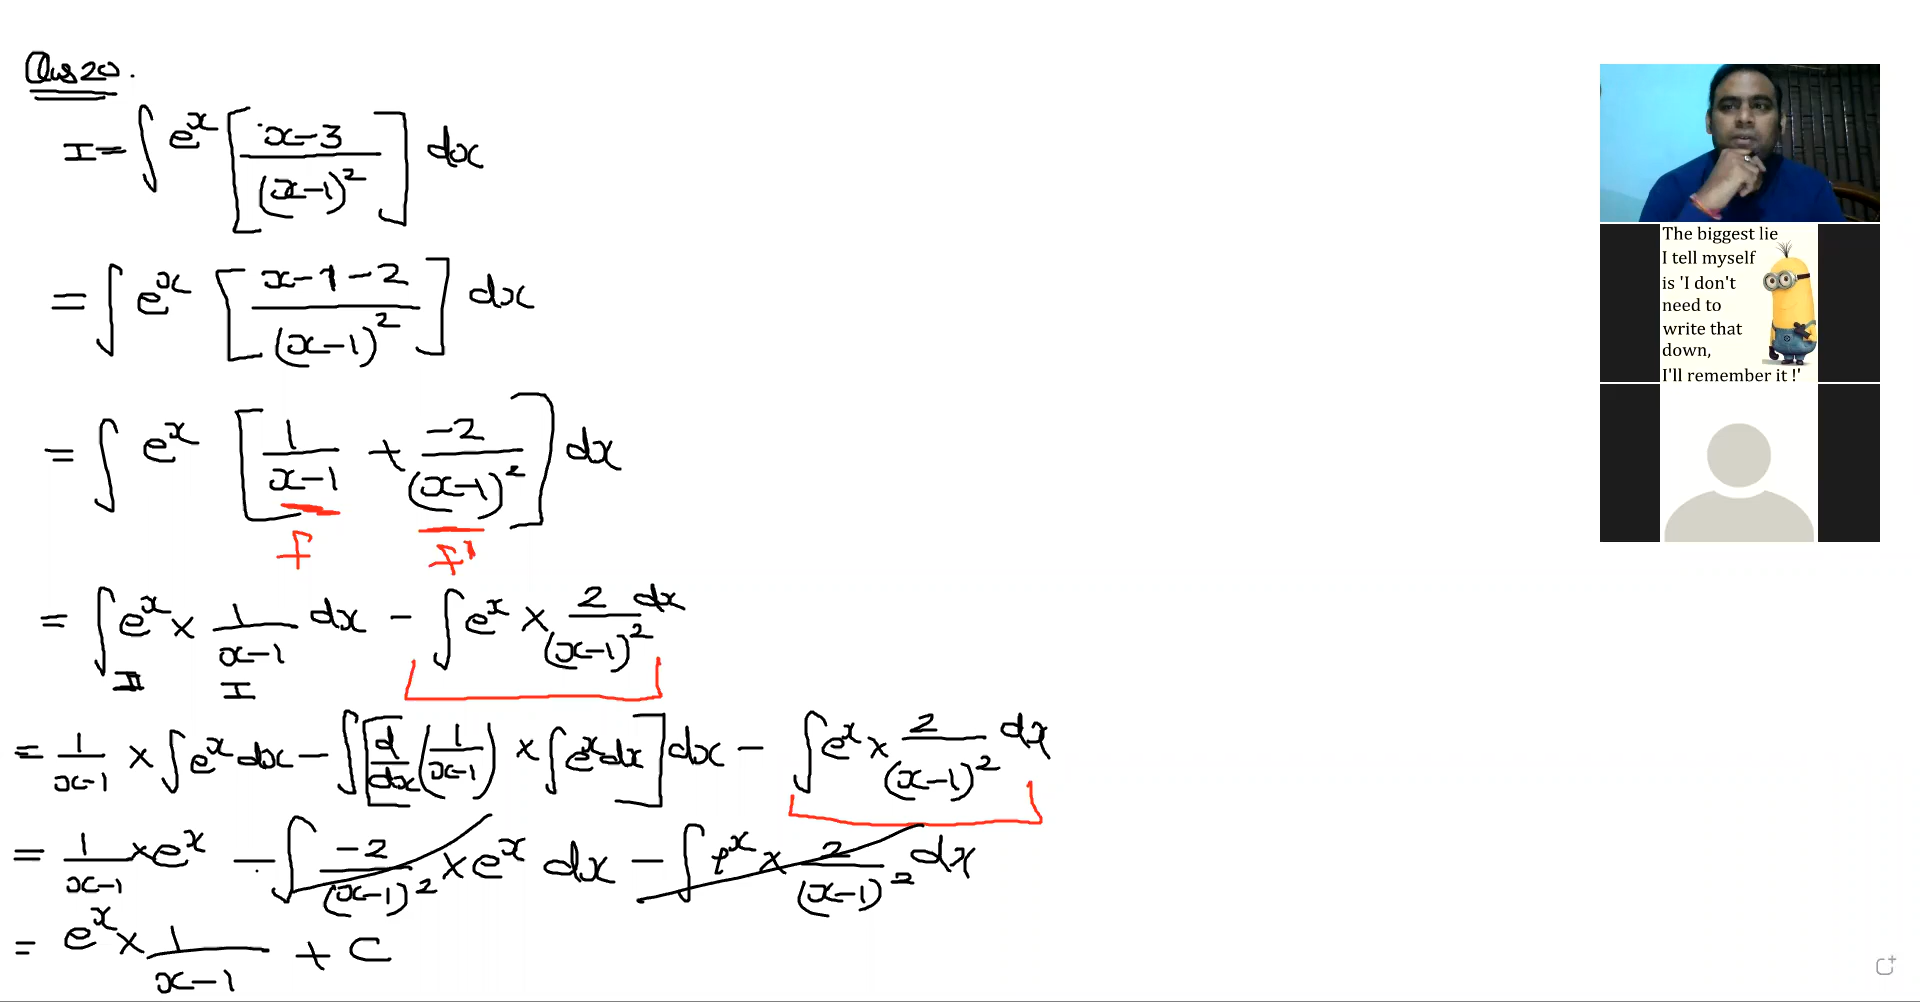 Ques 20.
I = ∫ e^x [ (x-3) / (x-1)^2 ] dx
= ∫ e^x [ (x-1-2) / (x-1)^2 ] dx
= ∫ e^x [ 1/(x-1) + (-2)/(x-1)^2 ] dx
f f'
= ∫ e^x × 1/(x-1) dx - ∫ e^x × 2/(x-1)^2 dx
II I
= 1/(x-1) × ∫ e^x dx - ∫ [ d/dx (1/(x-1)) × ∫ e^x dx ] dx - ∫ e^x × 2/(x-1)^2 dx
= 1/(x-1) × e^x - ∫ -2/(x-1)^2 × e^x dx - ∫ e^x × 2/(x-1)^2 dx
= e^x × 1/(x-1) + C
The biggest lie
I tell myself
is 'I don't
need to
write that
down,
I'll remember it !'